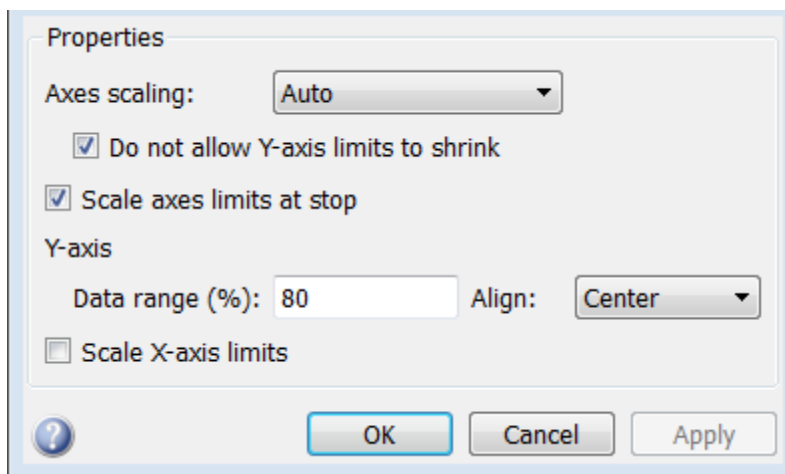 Properties
Axes scaling: Auto
Do not allow Y-axis limits to shrink
Scale axes limits at stop
Y-axis
Data range (%): 80 Align: Center
Scale X-axis limits
? OK Cancel Apply